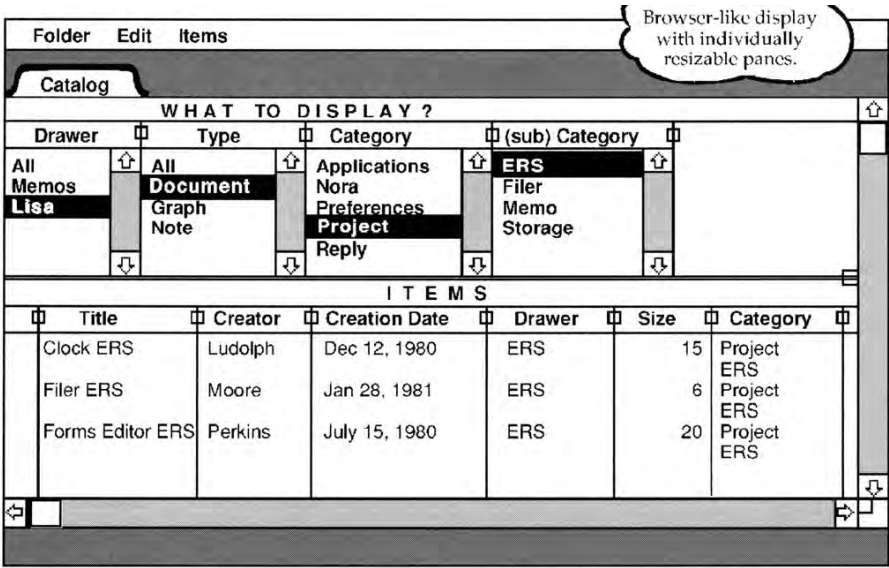 Browser-like display
with individually
resizable panes.
Folder Edit Items
Catalog
WHAT TO DISPLAY?
Drawer Type Category (sub) Category
All
Memos
Lisa
All
Document
Graph
Note
Applications
Nora
Preferences
Project
Reply
ERS
Filer
Memo
Storage
ITEMS
Title Creator Creation Date Drawer Size Category
Clock ERS Ludolph Dec 12, 1980 ERS 15 Project
ERS
Filer ERS Moore Jan 28, 1981 ERS 6 Project
ERS
Forms Editor ERS Perkins July 15, 1980 ERS 20 Project
ERS